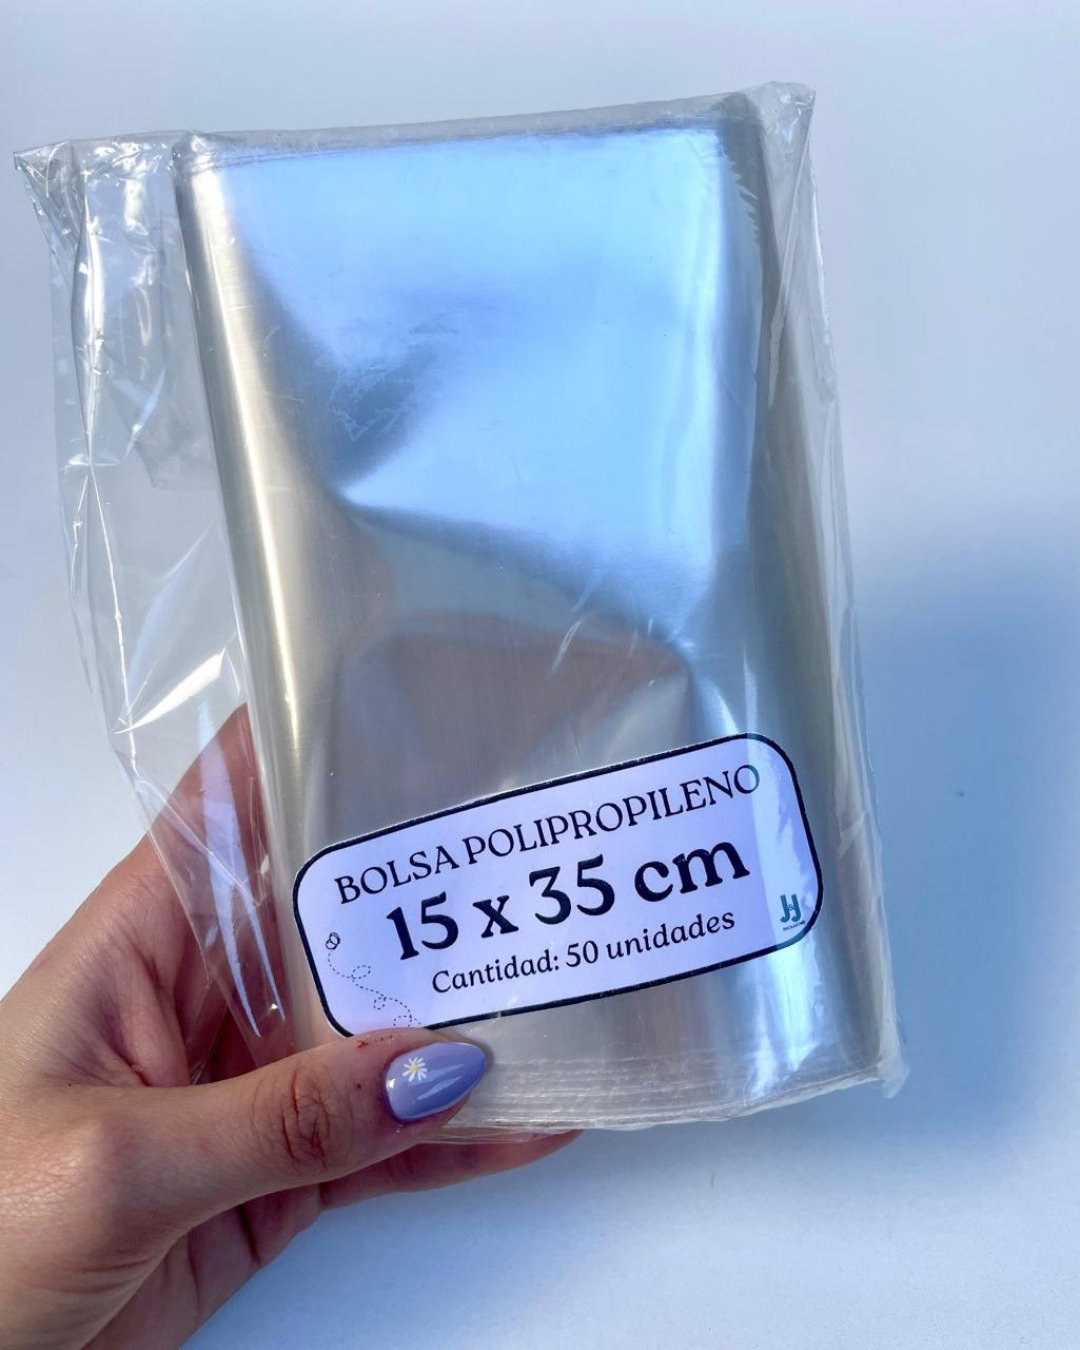 BOLSA POLIPROPILENO
15 x 35 cm
Cantidad: 50 unidades
J&J